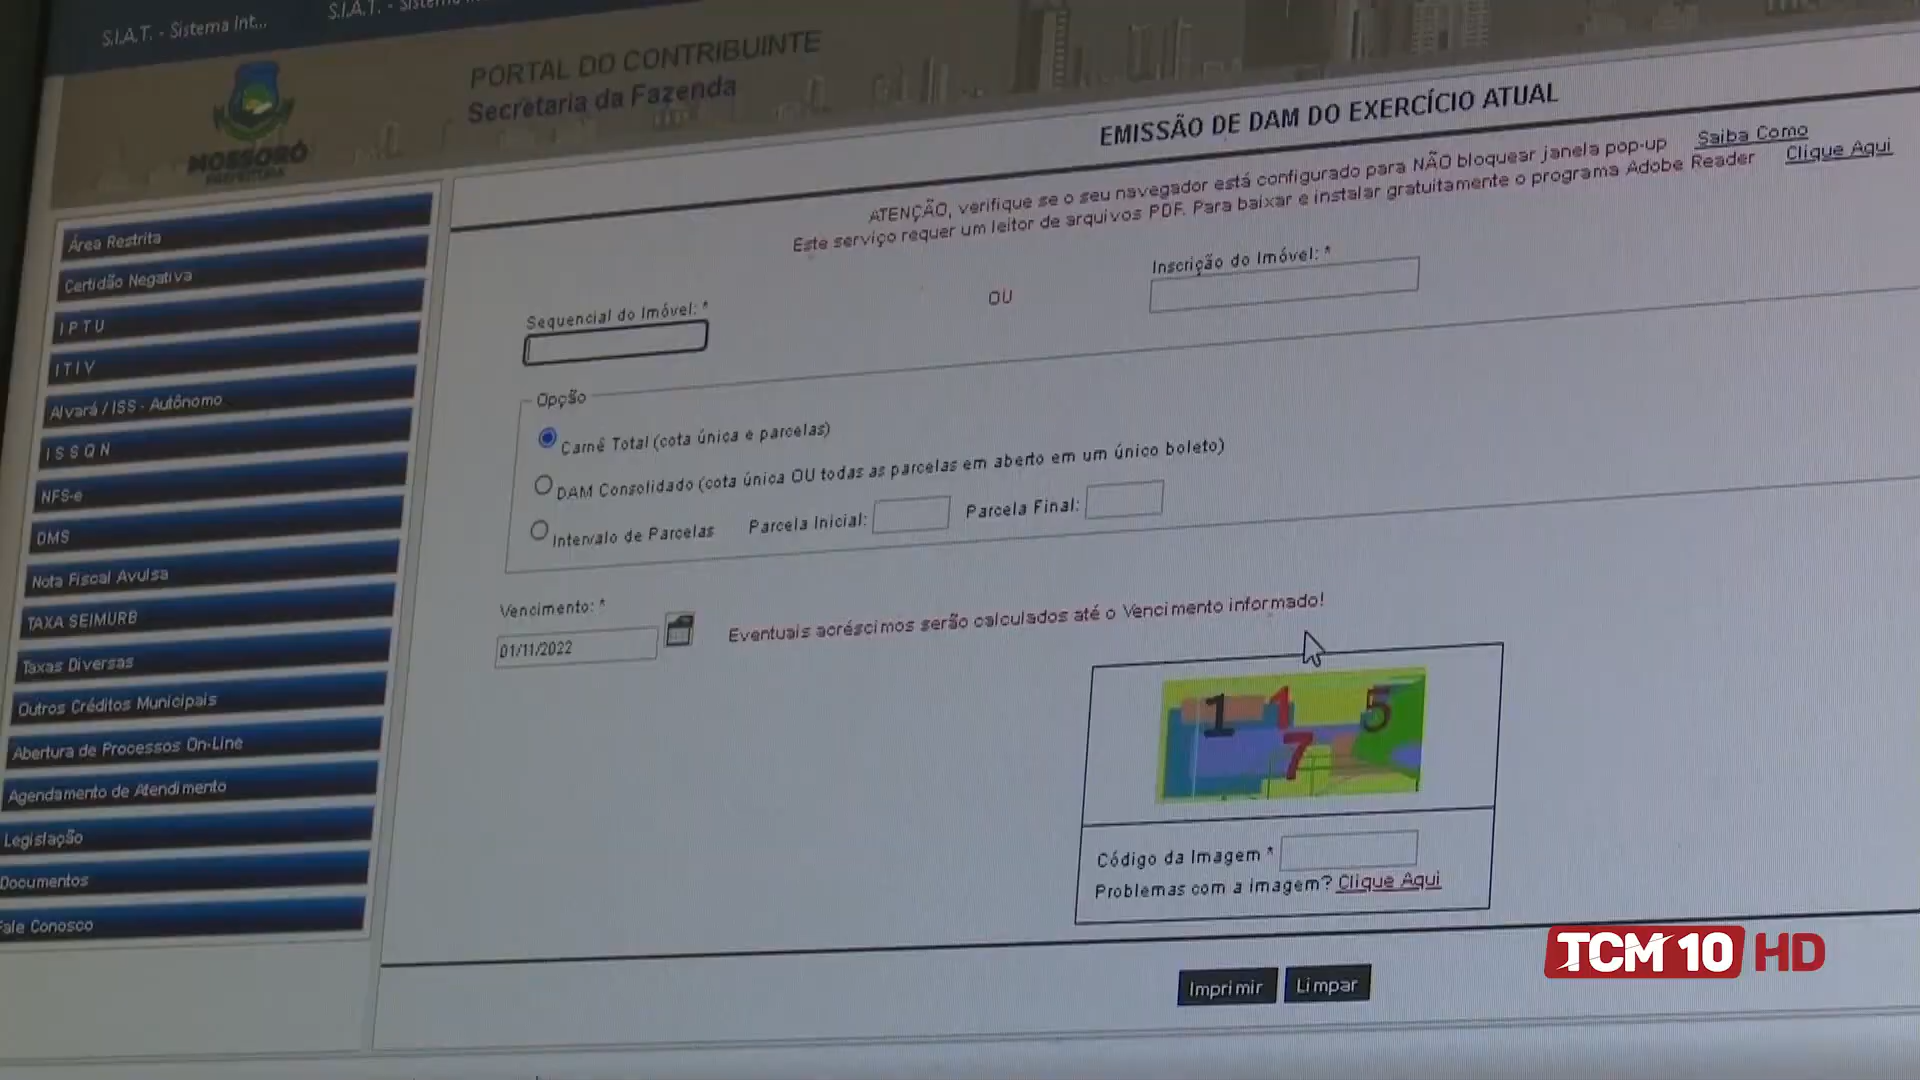 S.I.A.T. - Sistema Int...
S.I.A.T. - Sistema
MOSSORÓ
PREFEITURA
PORTAL DO CONTRIBUINTE
Secretaria da Fazenda
Área Restrita
Certidão Negativa
I P T U
I T I V
Alvará / ISS - Autônomo
I S S Q N
NFS-e
DMS
Nota Fiscal Avulsa
TAXA SEIMURB
Taxas Diversas
Outros Créditos Municipais
Abertura de Processos On-Line
Agendamento de Atendimento
Legislação
Documentos
Fale Conosco
EMISSÃO DE DAM DO EXERCÍCIO ATUAL
ATENÇÃO, verifique se o seu navegador está configurado para NÃO bloquear janela pop-up Saiba Como
Este serviço requer um leitor de arquivos PDF. Para baixar e instalar gratuitamente o programa Adobe Reader Clique Aqui
Sequencial do Imóvel: *
OU
Inscrição do Imóvel: *
Opção
Carnê Total (cota única e parcelas)
DAM Consolidado (cota única OU todas as parcelas em aberto em um único boleto)
Intervalo de Parcelas Parcela Inicial: Parcela Final:
Vencimento: *
01/11/2022
Eventuais acréscimos serão calculados até o Vencimento informado!
1 1 7 5
Código da Imagem *
Problemas com a imagem? Clique Aqui
Imprimir Limpar
TCM 10 HD